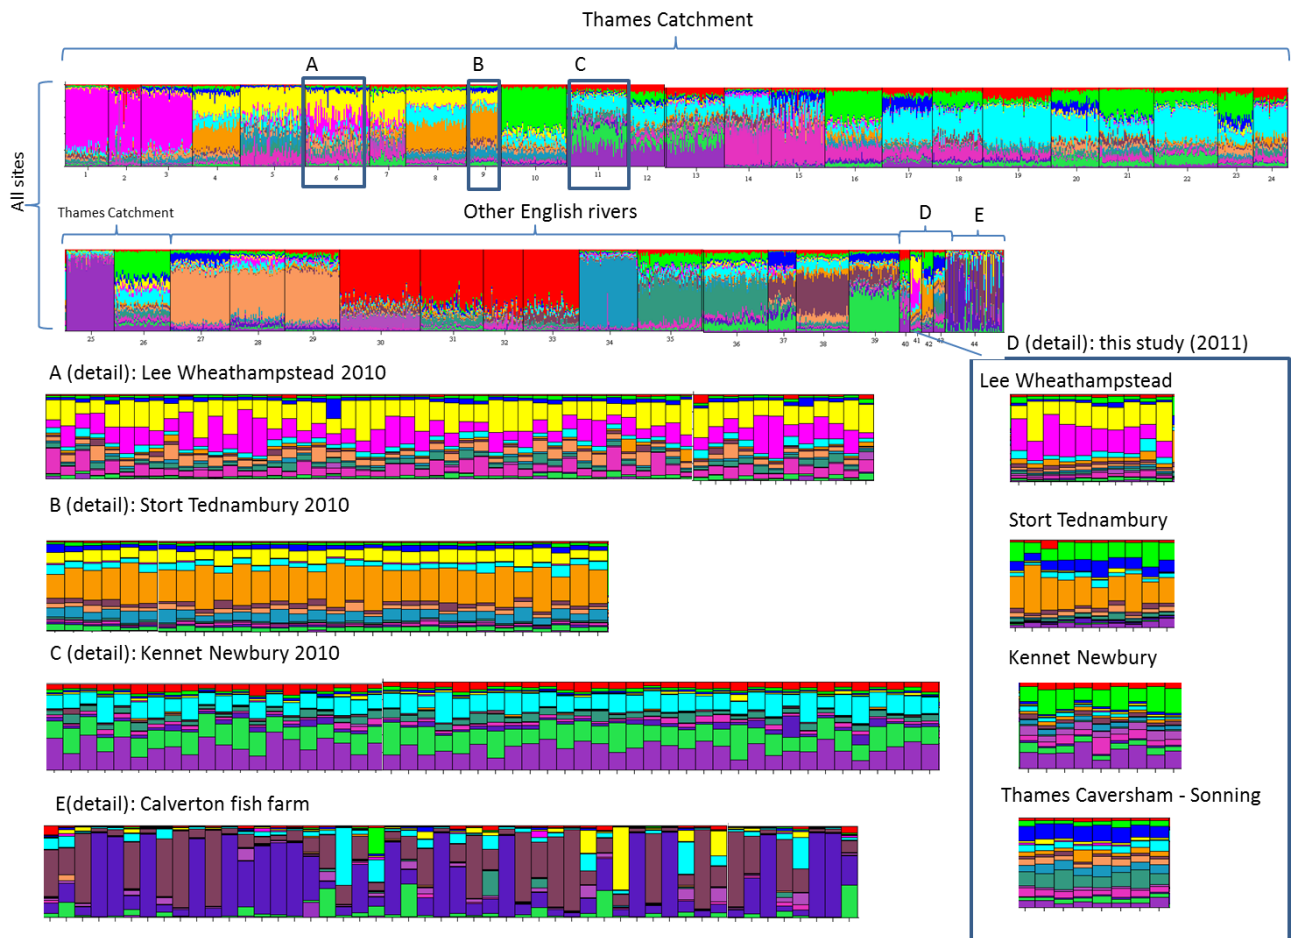 Thames Catchment
A B C
All sites
1 2 3 4 5 6 7 8 9 10 11 12 13 14 15 16 17 18 19 20 21 22 23 24
Thames Catchment Other English rivers D E
25 26 27 28 29 30 31 32 33 34 35 36 37 38 39 40 41 42 43 44
D (detail): this study (2011)
A (detail): Lee Wheathampstead 2010
Lee Wheathampstead
B (detail): Stort Tednambury 2010
Stort Tednambury
C (detail): Kennet Newbury 2010
Kennet Newbury
E(detail): Calverton fish farm
Thames Caversham - Sonning